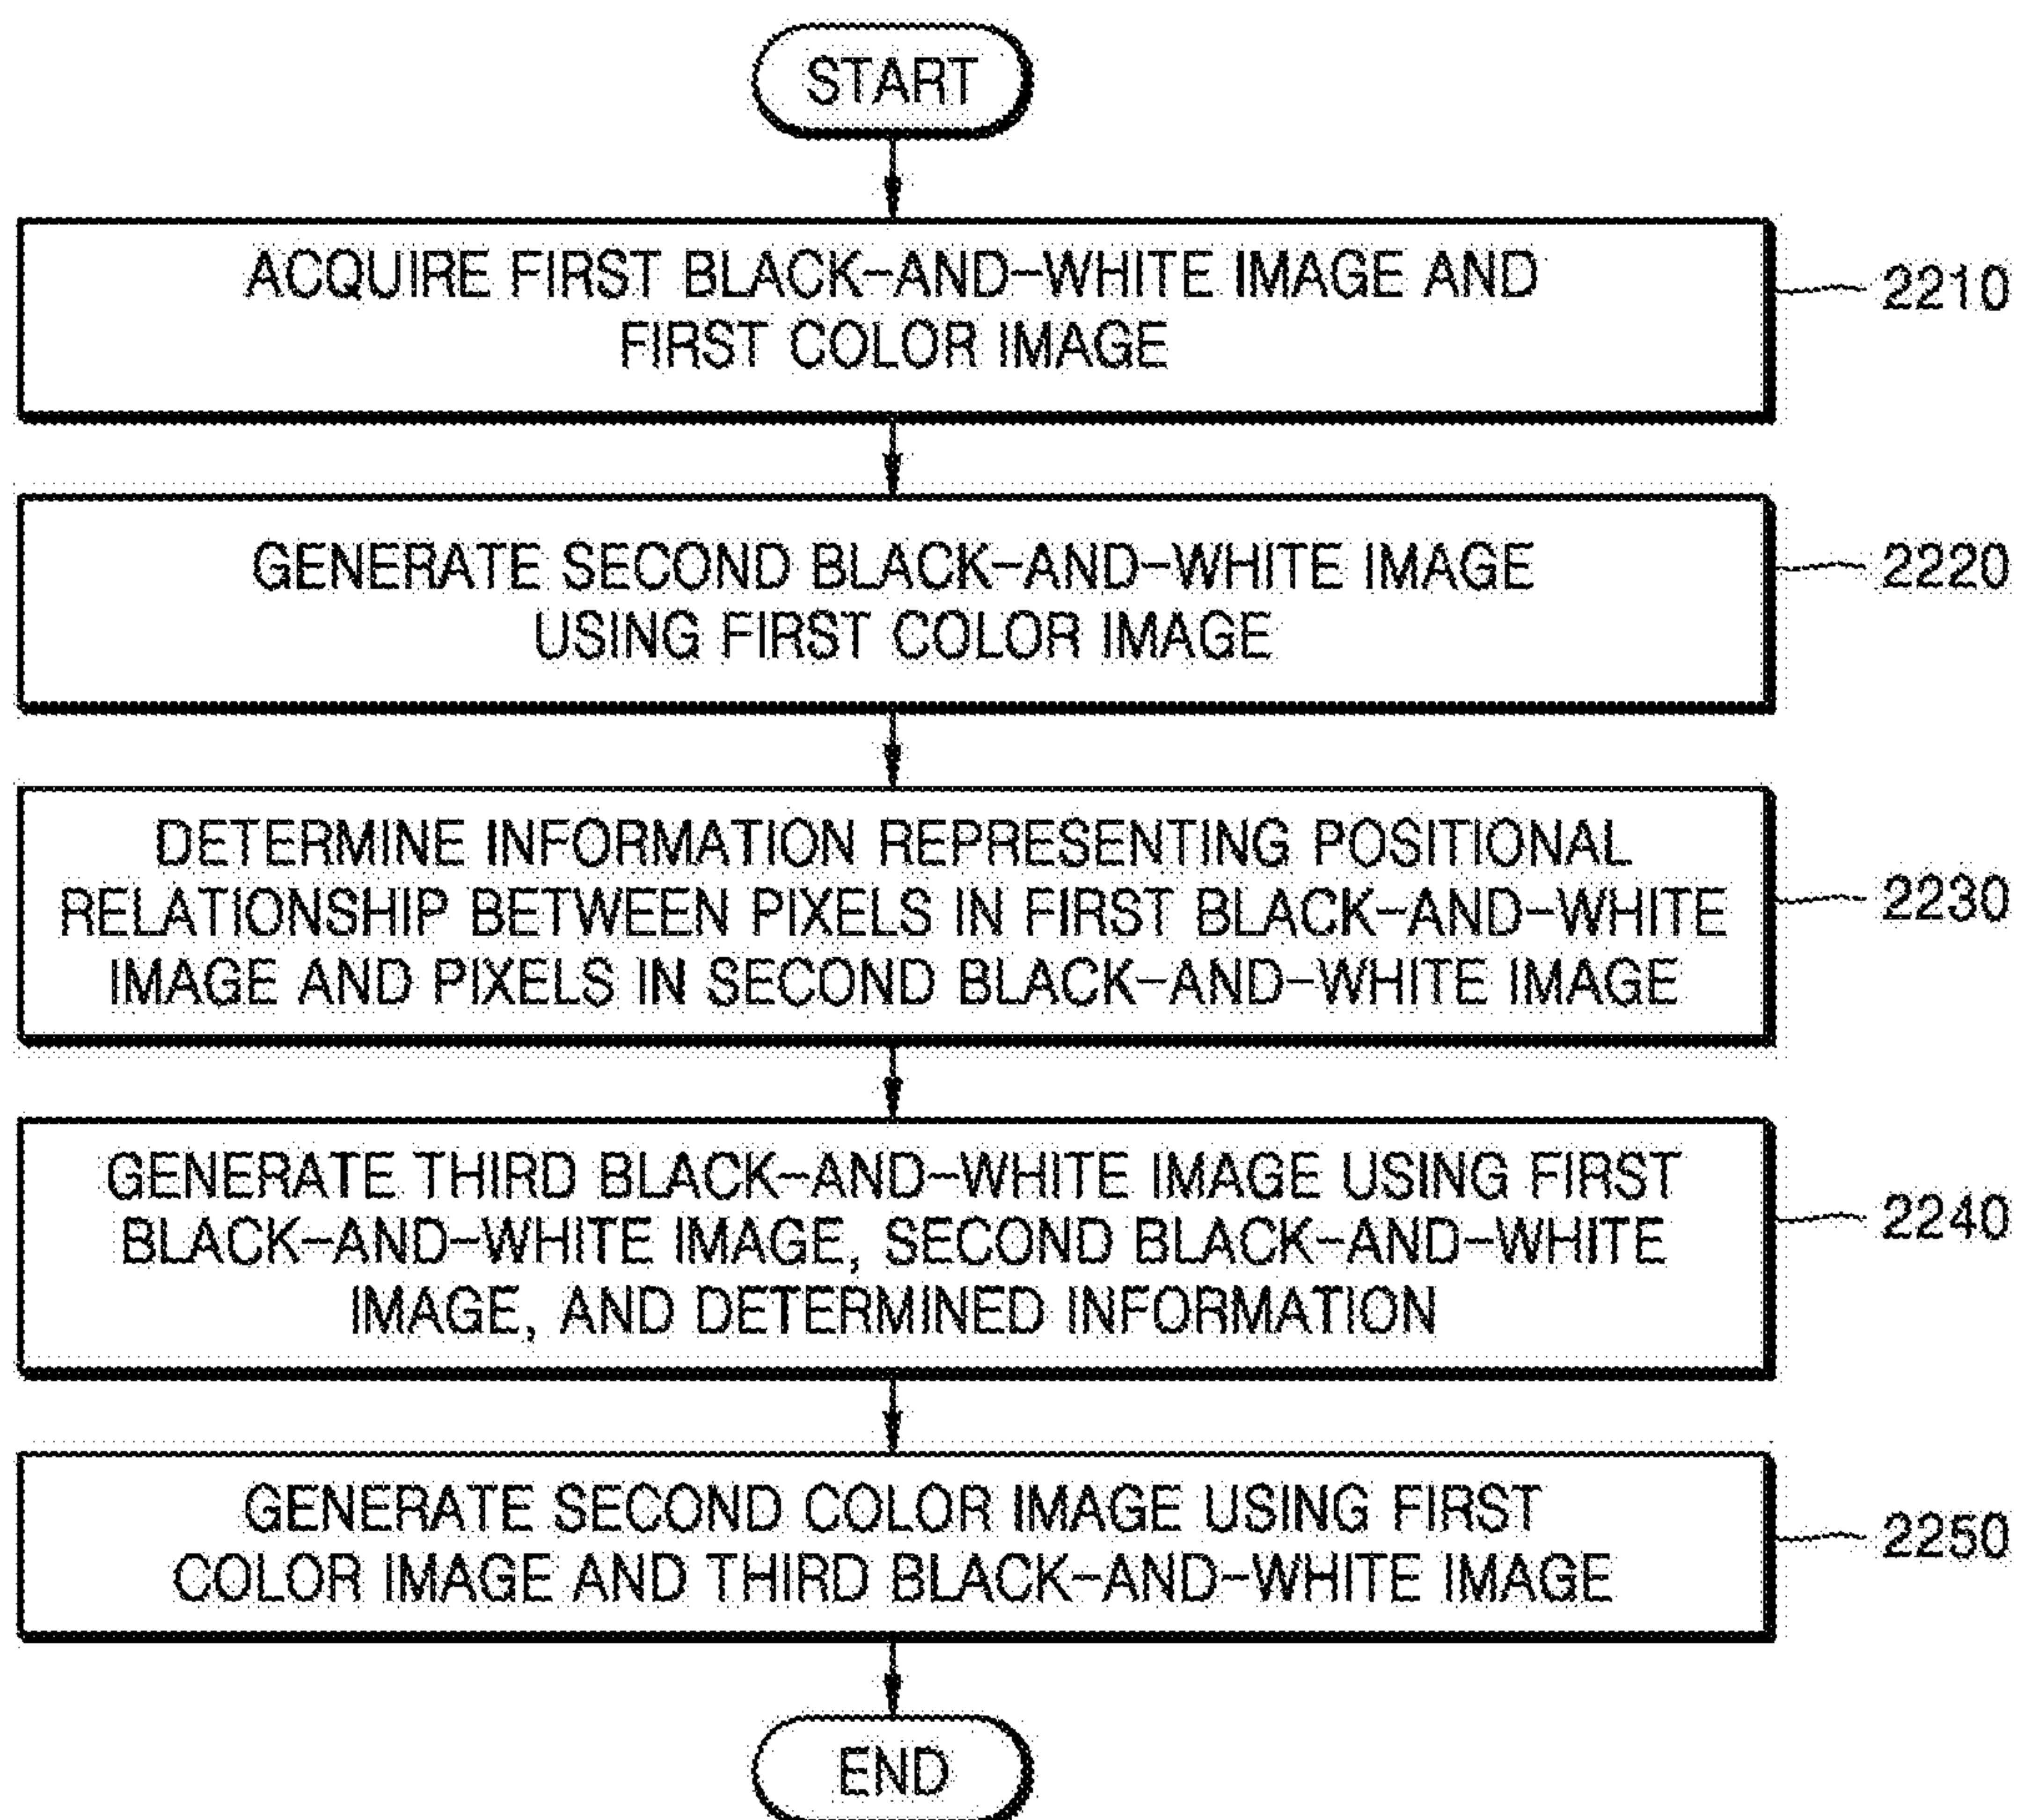 START
ACQUIRE FIRST BLACK-AND-WHITE IMAGE AND
FIRST COLOR IMAGE
2210
GENERATE SECOND BLACK-AND-WHITE IMAGE
USING FIRST COLOR IMAGE
2220
DETERMINE INFORMATION REPRESENTING POSITIONAL
RELATIONSHIP BETWEEN PIXELS IN FIRST BLACK-AND-WHITE
IMAGE AND PIXELS IN SECOND BLACK-AND-WHITE IMAGE
2230
GENERATE THIRD BLACK-AND-WHITE IMAGE USING FIRST
BLACK-AND-WHITE IMAGE, SECOND BLACK-AND-WHITE
IMAGE, AND DETERMINED INFORMATION
2240
GENERATE SECOND COLOR IMAGE USING FIRST
COLOR IMAGE AND THIRD BLACK-AND-WHITE IMAGE
2250
END